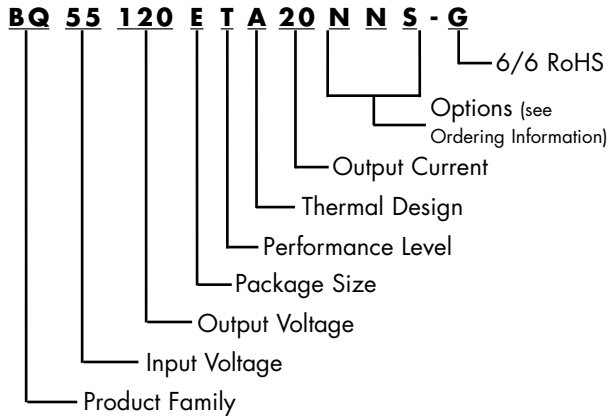 BQ 55 120 E T A 20 N N S - G
6/6 RoHS
Options (see
Ordering Information)
Output Current
Thermal Design
Performance Level
Package Size
Output Voltage
Input Voltage
Product Family